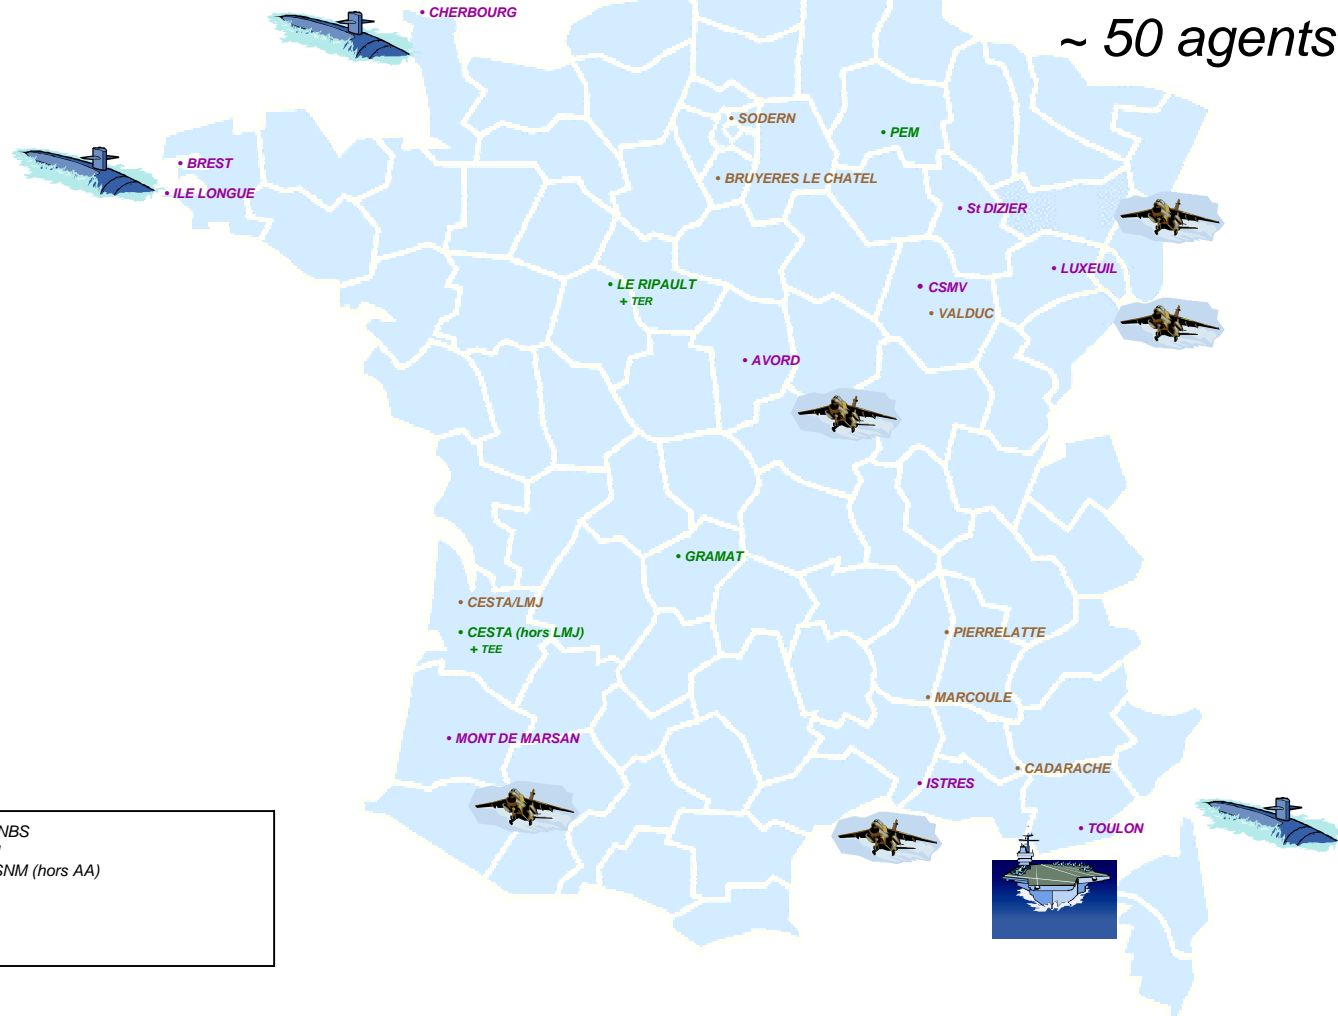 • CHERBOURG
~ 50 agents
• SODERN
• PEM
• BREST
• BRUYERES LE CHATEL
• ILE LONGUE
• St DIZIER
• LUXEUIL
• LE RIPAULT
+ TER
• CSMV
• VALDUC
• AVORD
• GRAMAT
• CESTA/LMJ
• CESTA (hors LMJ)
+ TEE
• PIERRELATTE
• MARCOULE
• MONT DE MARSAN
• CADARACHE
• ISTRES
• TOULON
NBS
SNM (hors AA)